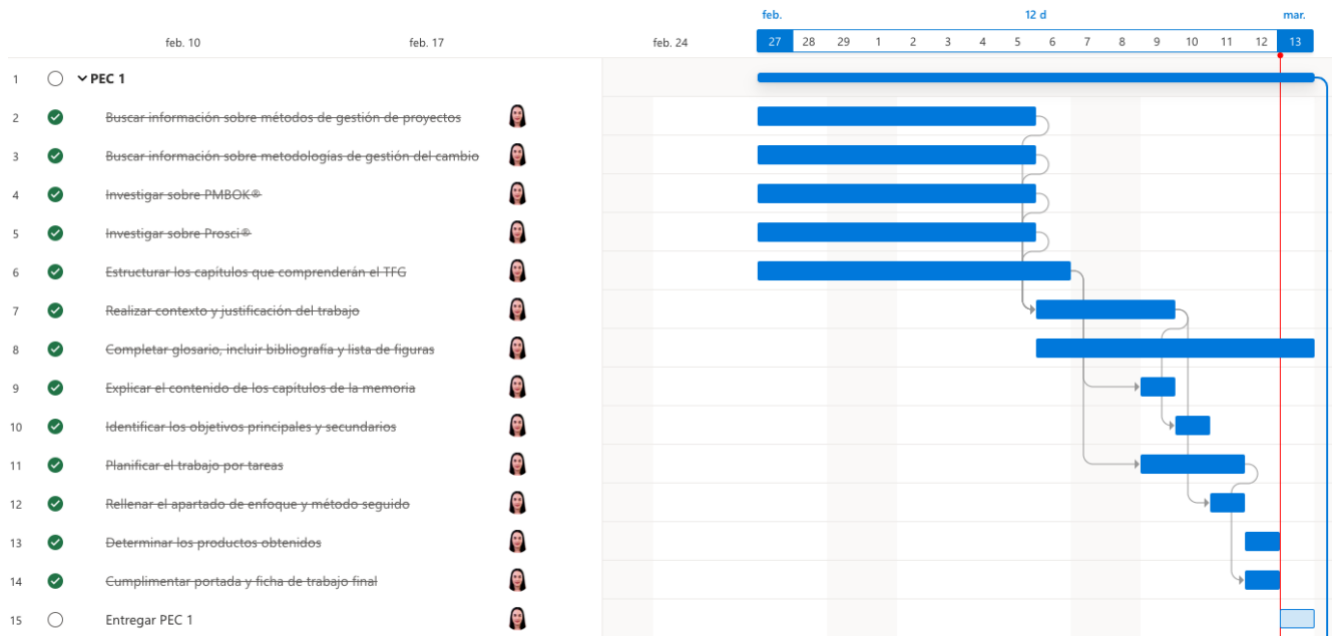 feb. 12 d mar.
feb. 10 feb. 17 feb. 24 27 28 29 1 2 3 4 5 6 7 8 9 10 11 12 13
1 PEC 1
2 Buscar información sobre métodos de gestión de proyectos
3 Buscar información sobre metodologías de gestión del cambio
4 Investigar sobre PMBOK®
5 Investigar sobre Prosci®
6 Estructurar los capítulos que comprenderán el TFG
7 Realizar contexto y justificación del trabajo
8 Completar glosario, incluir bibliografía y lista de figuras
9 Explicar el contenido de los capítulos de la memoria
10 Identificar los objetivos principales y secundarios
11 Planificar el trabajo por tareas
12 Rellenar el apartado de enfoque y método seguido
13 Determinar los productos obtenidos
14 Cumplimentar portada y ficha de trabajo final
15 Entregar PEC 1